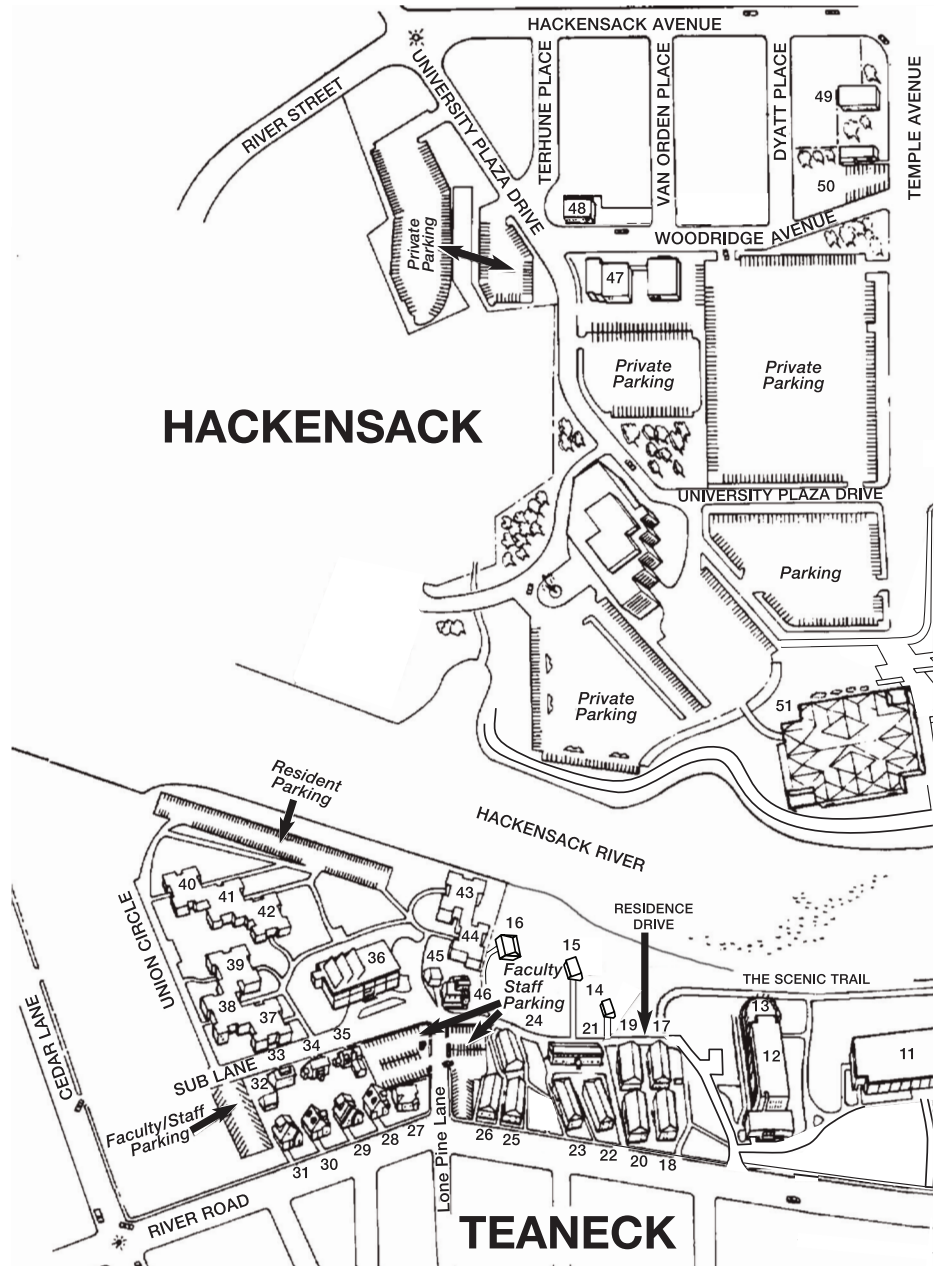 HACKENSACK AVENUE
RIVER STREET
UNIVERSITY PLAZA DRIVE
TERHUNE PLACE
VAN ORDEN PLACE
DYATT PLACE
TEMPLE AVENUE
49
50
48
WOODRIDGE AVENUE
Private
Parking
47
Private
Parking
Private
Parking
HACKENSACK
UNIVERSITY PLAZA DRIVE
Parking
51
Private
Parking
Resident
Parking
HACKENSACK RIVER
UNION CIRCLE
40
41
42
43
44
39
38
37
36
45
46
16
15
14
RESIDENCE
DRIVE
Faculty
Staff
Parking
24
21
19
17
THE SCENIC TRAIL
13
12
11
CEDAR LANE
SUB LANE
35
34
33
32
Faculty/Staff
Parking
31
30
29
28
27
Lone Pine Lane
26
25
23
22
20
18
RIVER ROAD
TEANECK